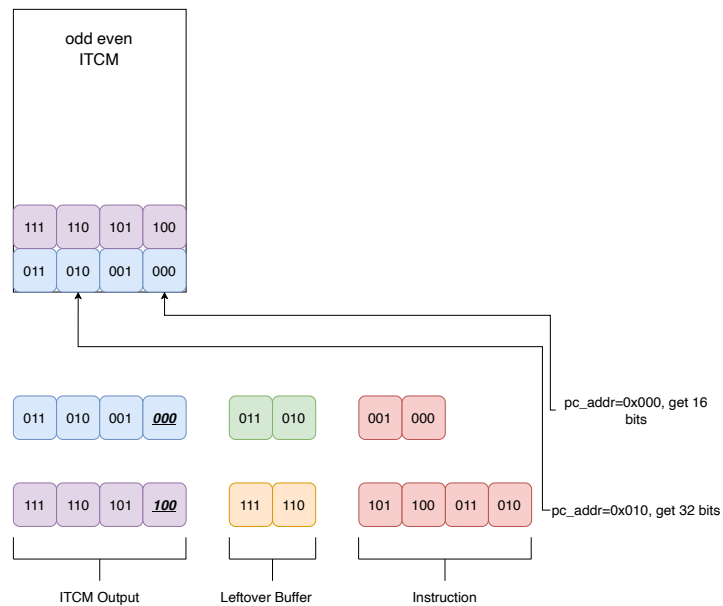 odd even
ITCM
111 110 101 100
011 010 001 000
pc_addr=0x000, get 16
bits
011 010 001 000 011 010 001 000
pc_addr=0x010, get 32 bits
111 110 101 100 111 110 101 100 011 010
ITCM Output Leftover Buffer Instruction